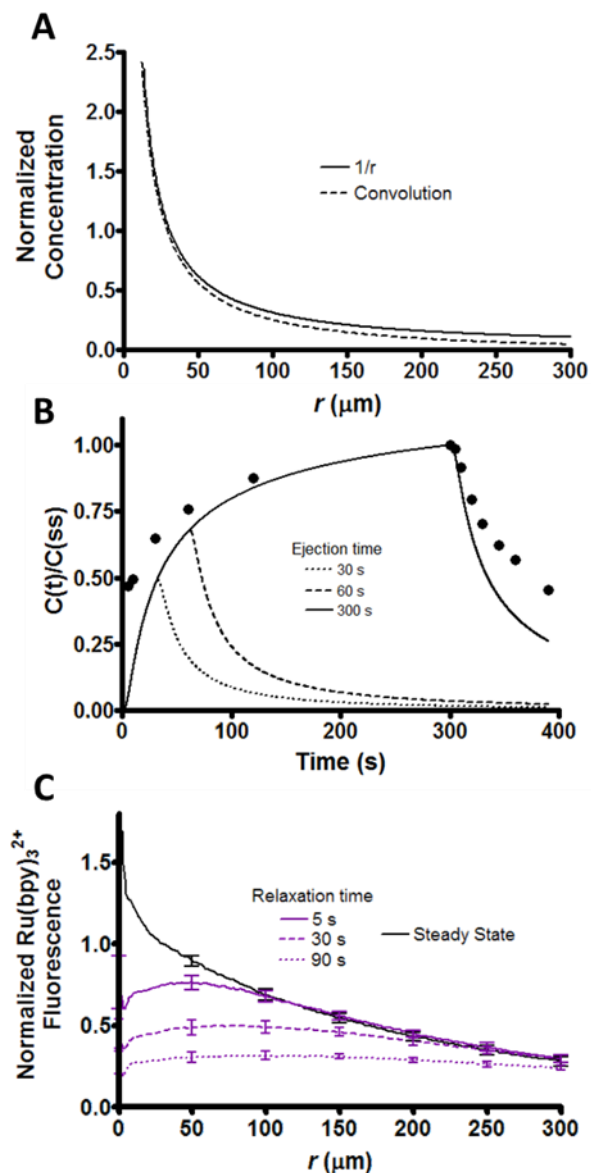 A
2.5
2.0
1.5
1.0
0.5
0.0
Normalized
Concentration
1/r
Convolution
0 50 100 150 200 250 300
r (μm)
B
1.00
0.75
0.50
0.25
0.00
C(t)/C(ss)
Ejection time
30 s
60 s
300 s
0 100 200 300 400
Time (s)
C
1.5
1.0
0.5
0.0
Normalized Ru(bpy)₃²⁺
Fluorescence
Relaxation time
5 s
30 s
90 s
Steady State
0 50 100 150 200 250 300
r (μm)